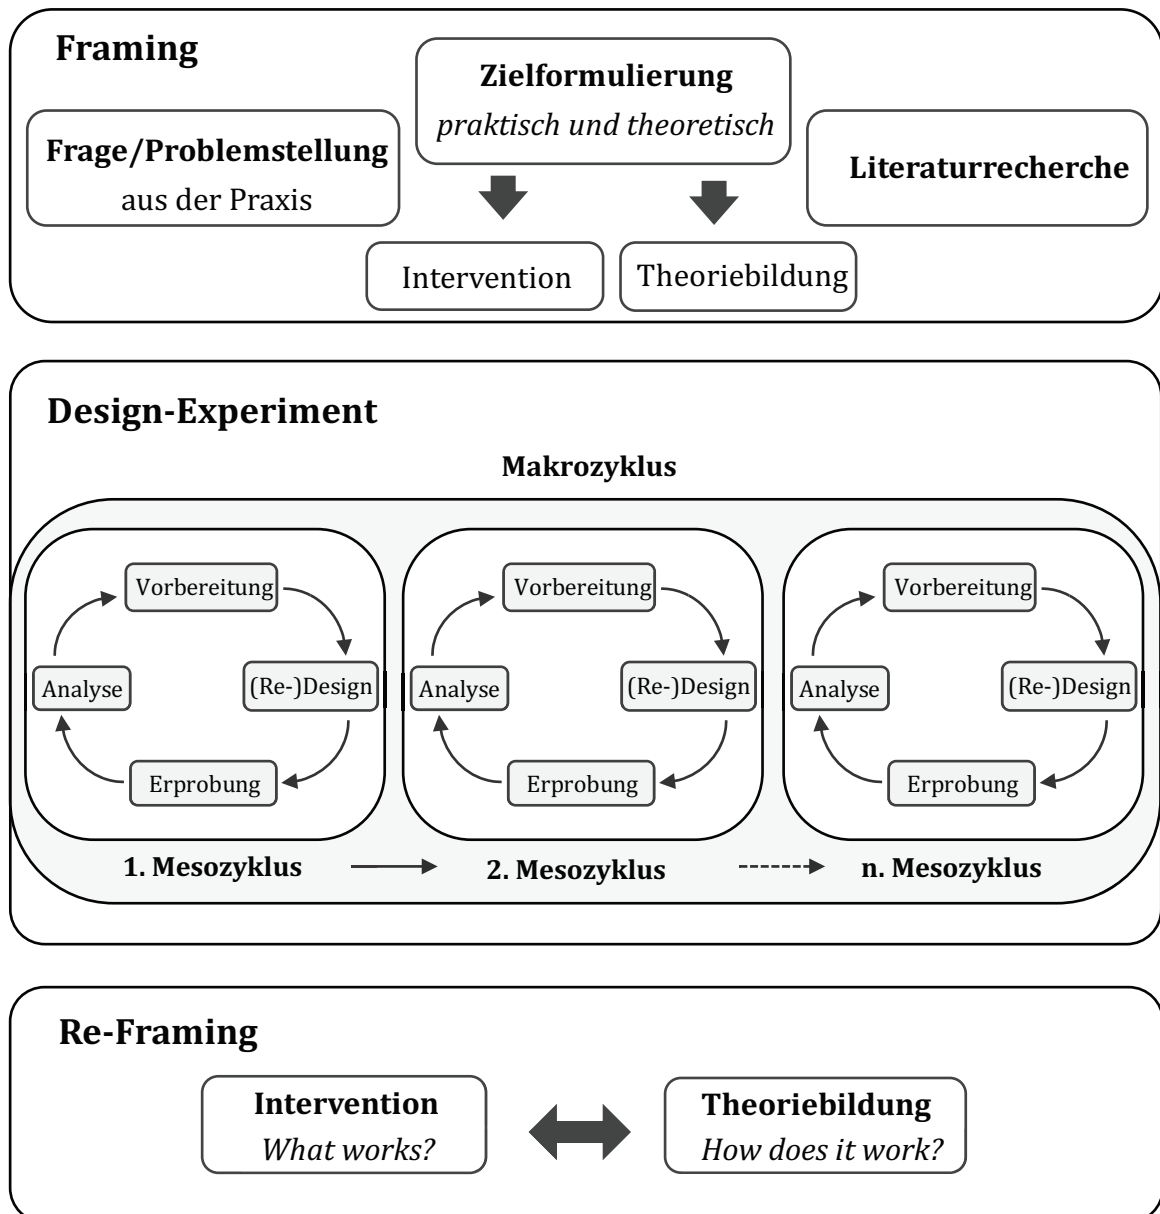 Framing
Zielformulierung
praktisch und theoretisch
Frage/Problemstellung
aus der Praxis
Literaturrecherche
Intervention
Theoriebildung
Design-Experiment
Makrozyklus
Vorbereitung
Analyse
(Re-)Design
Erprobung
1. Mesozyklus
Vorbereitung
Analyse
(Re-)Design
Erprobung
2. Mesozyklus
Vorbereitung
Analyse
(Re-)Design
Erprobung
n. Mesozyklus
Re-Framing
Intervention
What works?
Theoriebildung
How does it work?